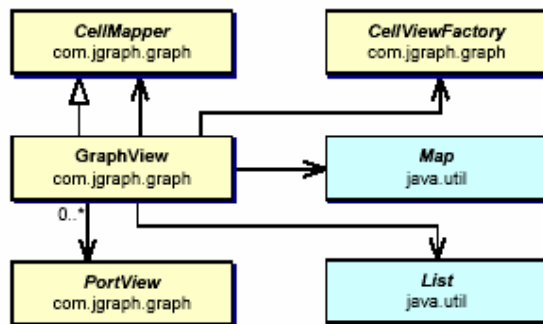 CellMapper
com.jgraph.graph
CellViewFactory
com.jgraph.graph
GraphView
com.jgraph.graph
Map
java.util
0..*
PortView
com.jgraph.graph
List
java.util